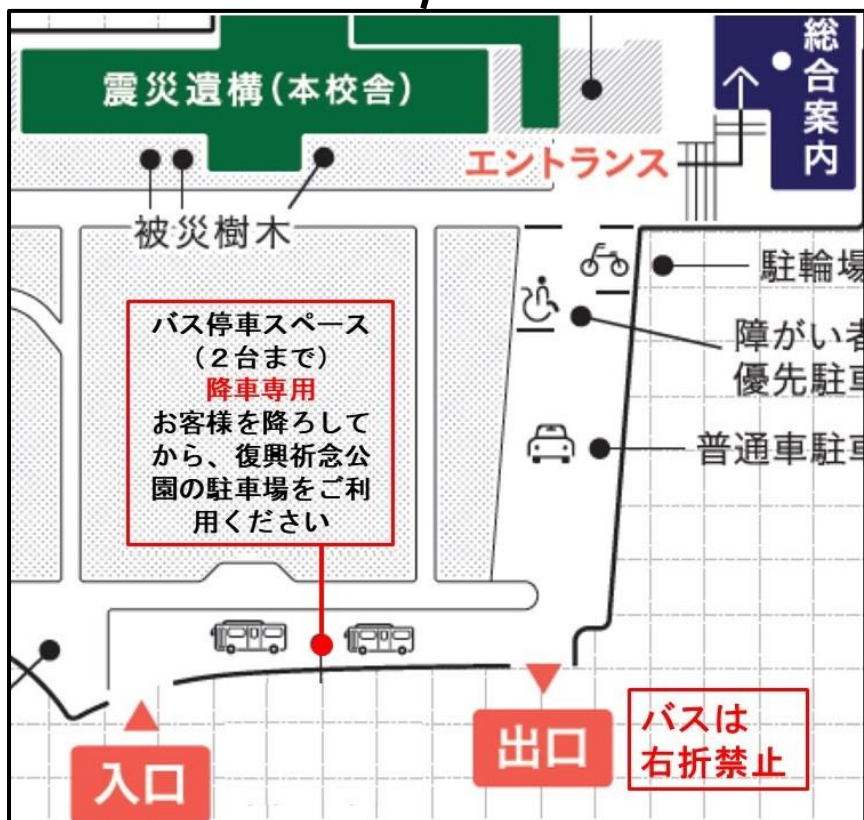 震災遺構(本校舎)
総合案内
エントランス
被災樹木
駐輪場
バス停車スペース
(２台まで)
降車専用
お客様を降ろして
から、復興祈念公
園の駐車場をご利
用ください
障がい者
優先駐車
普通車駐車
入口
出口
バスは
右折禁止